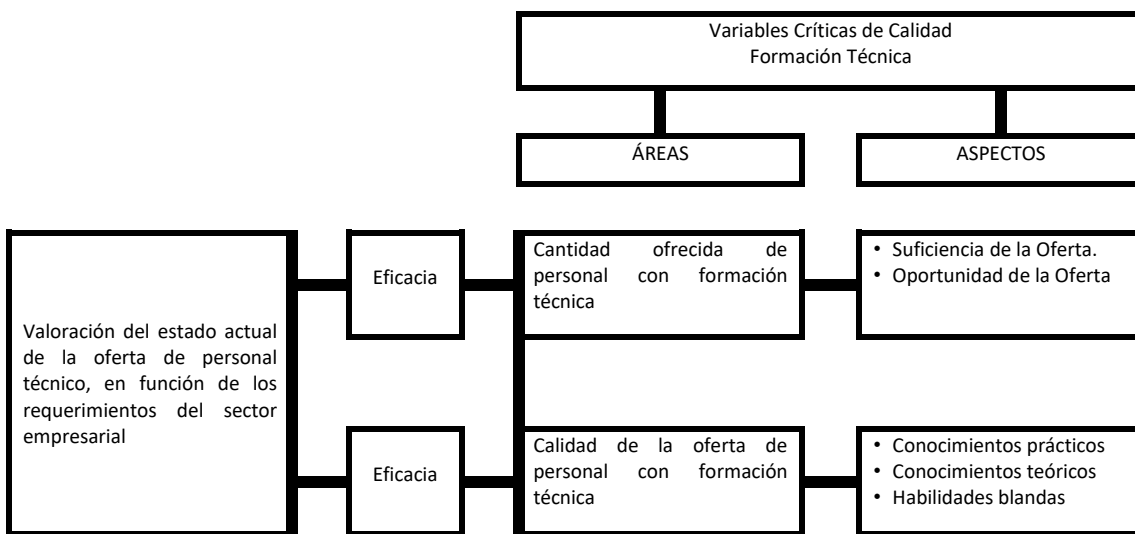 Variables Críticas de Calidad
Formación Técnica
ÁREAS
ASPECTOS
Valoración del estado actual
de la oferta de personal
técnico, en función de los
requerimientos del sector
empresarial
Eficacia
Cantidad ofrecida de
personal con formación
técnica
• Suficiencia de la Oferta.
• Oportunidad de la Oferta
Eficacia
Calidad de la oferta de
personal con formación
técnica
• Conocimientos prácticos
• Conocimientos teóricos
• Habilidades blandas